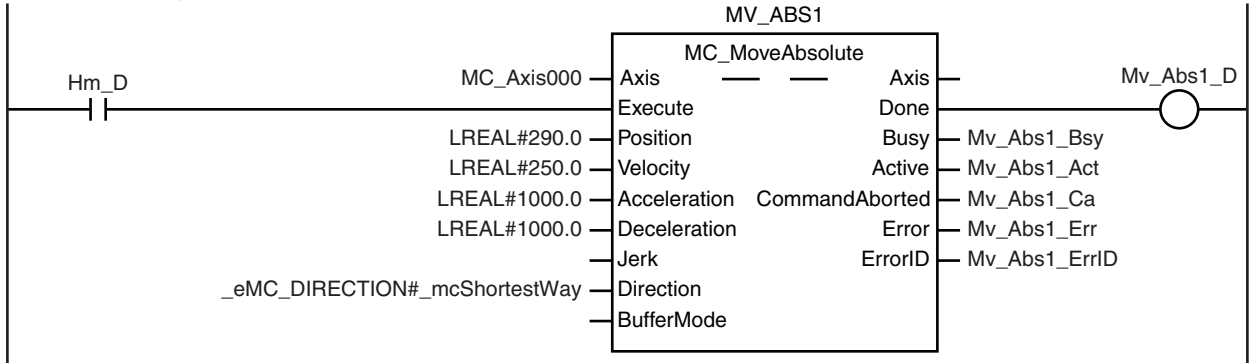 MV_ABS1
MC_MoveAbsolute
Hm_D MC_Axis000 Axis Axis Mv_Abs1_D
Execute Done
LREAL#290.0 Position Busy Mv_Abs1_Bsy
LREAL#250.0 Velocity Active Mv_Abs1_Act
LREAL#1000.0 Acceleration CommandAborted Mv_Abs1_Ca
LREAL#1000.0 Deceleration Error Mv_Abs1_Err
Jerk ErrorID Mv_Abs1_ErrID
_eMC_DIRECTION#_mcShortestWay Direction
BufferMode